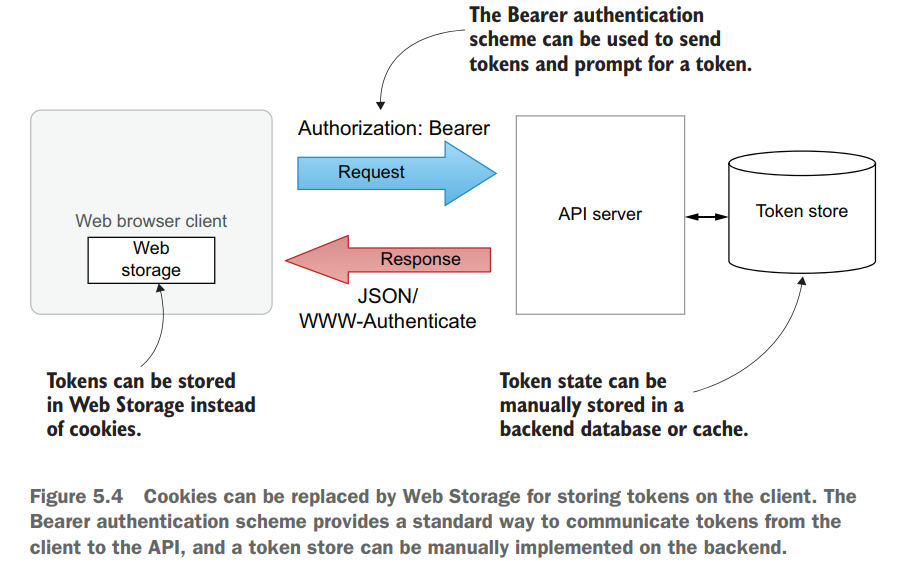 The Bearer authentication
scheme can be used to send
tokens and prompt for a token.
Authorization: Bearer
Request
Web browser client
Web
storage
API server
Token store
Response
JSON/
WWW-Authenticate
Tokens can be stored
in Web Storage instead
of cookies.
Token state can be
manually stored in a
backend database or cache.
Figure 5.4 Cookies can be replaced by Web Storage for storing tokens on the client. The
Bearer authentication scheme provides a standard way to communicate tokens from the
client to the API, and a token store can be manually implemented on the backend.